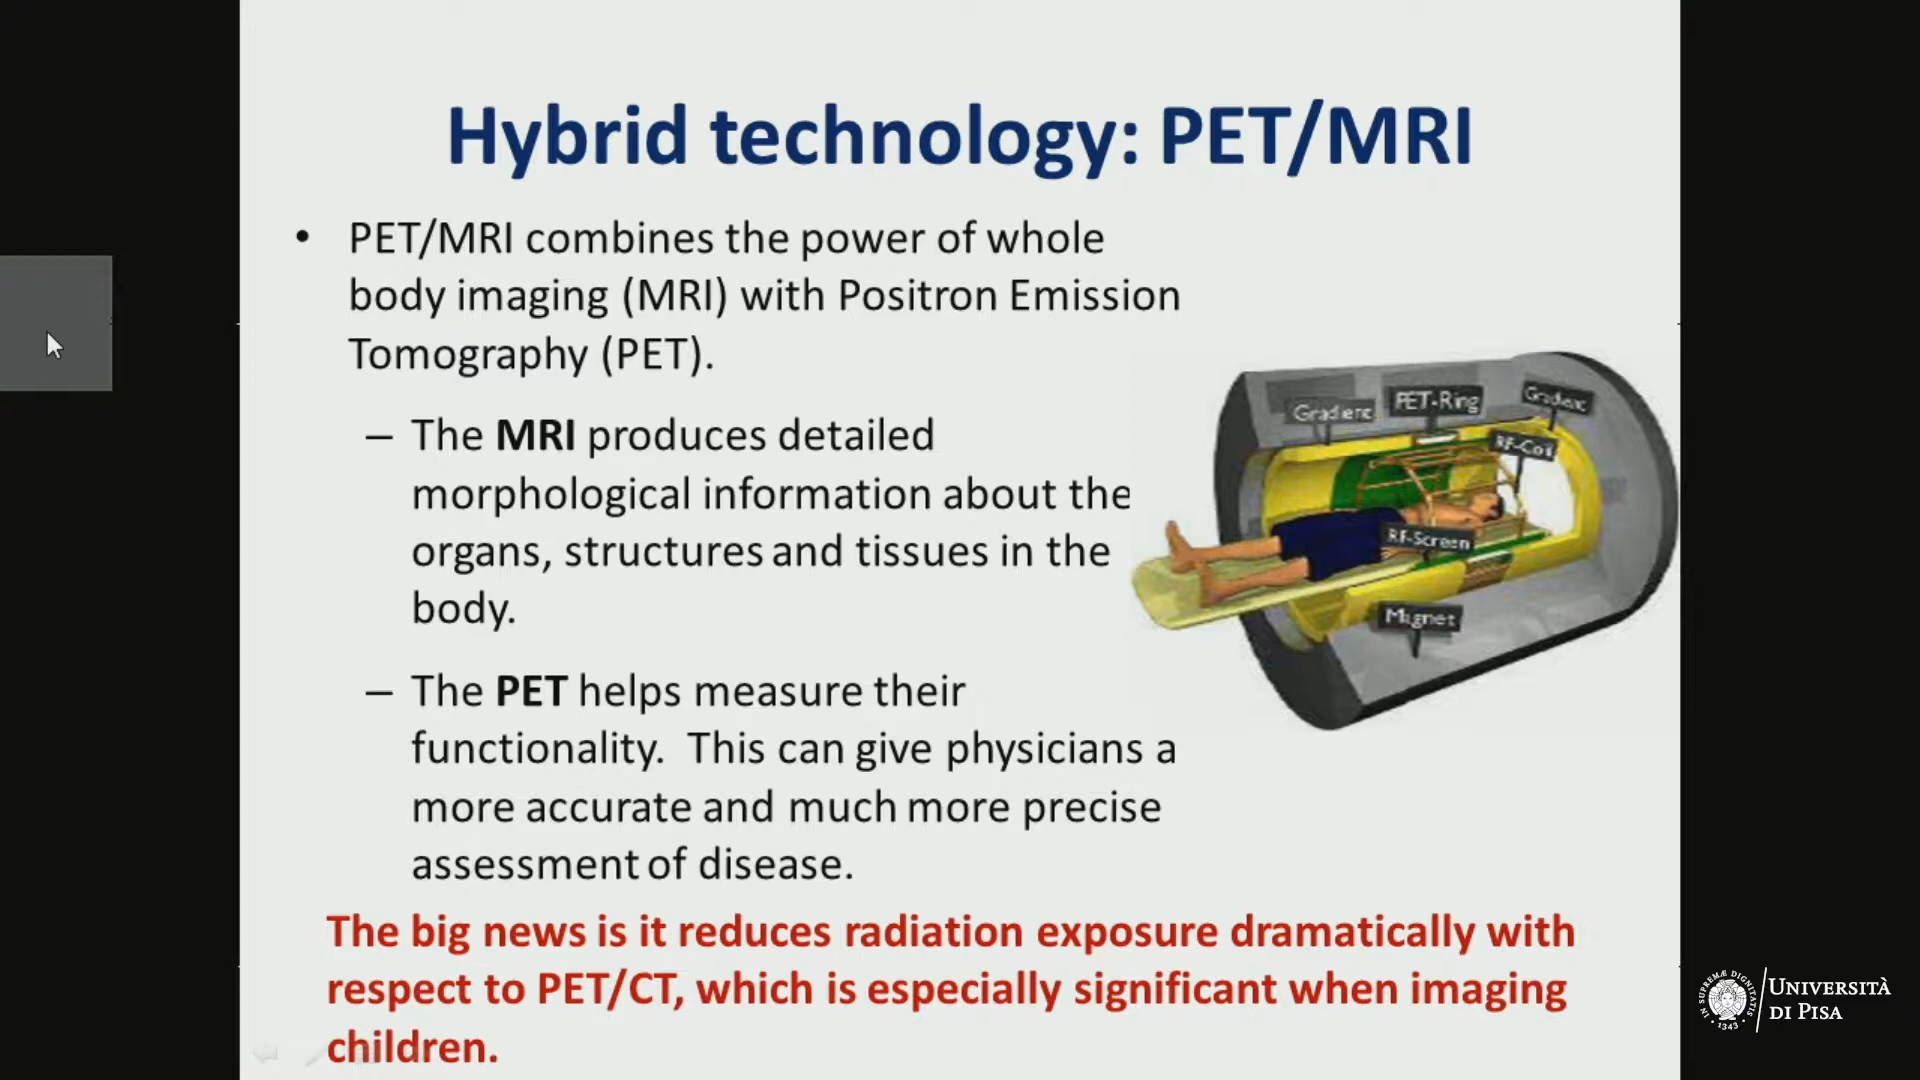 Hybrid technology: PET/MRI
• PET/MRI combines the power of whole
body imaging (MRI) with Positron Emission
Tomography (PET).
– The MRI produces detailed
morphological information about the
organs, structures and tissues in the
body.
– The PET helps measure their
functionality. This can give physicians a
more accurate and much more precise
assessment of disease.
The big news is it reduces radiation exposure dramatically with
respect to PET/CT, which is especially significant when imaging
children.
Gradient
PET-Ring
Gradient
RF-Coil
RF-Screen
Magnet
IN SUPREMÆ DIGNITATIS
1343
UNIVERSITÀ
DI PISA